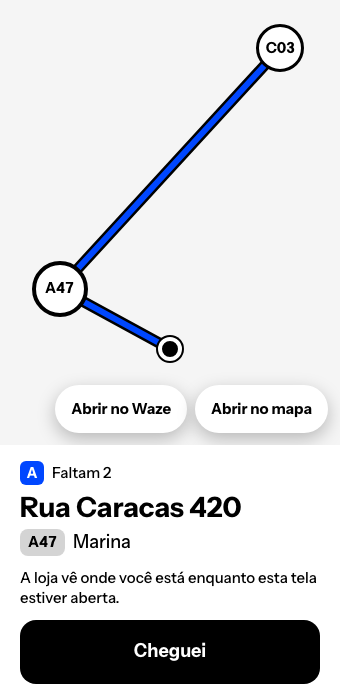 C03
A47
Abrir no Waze
Abrir no mapa
A Faltam 2
Rua Caracas 420
A47 Marina
A loja vê onde você está enquanto esta tela
estiver aberta.
Cheguei